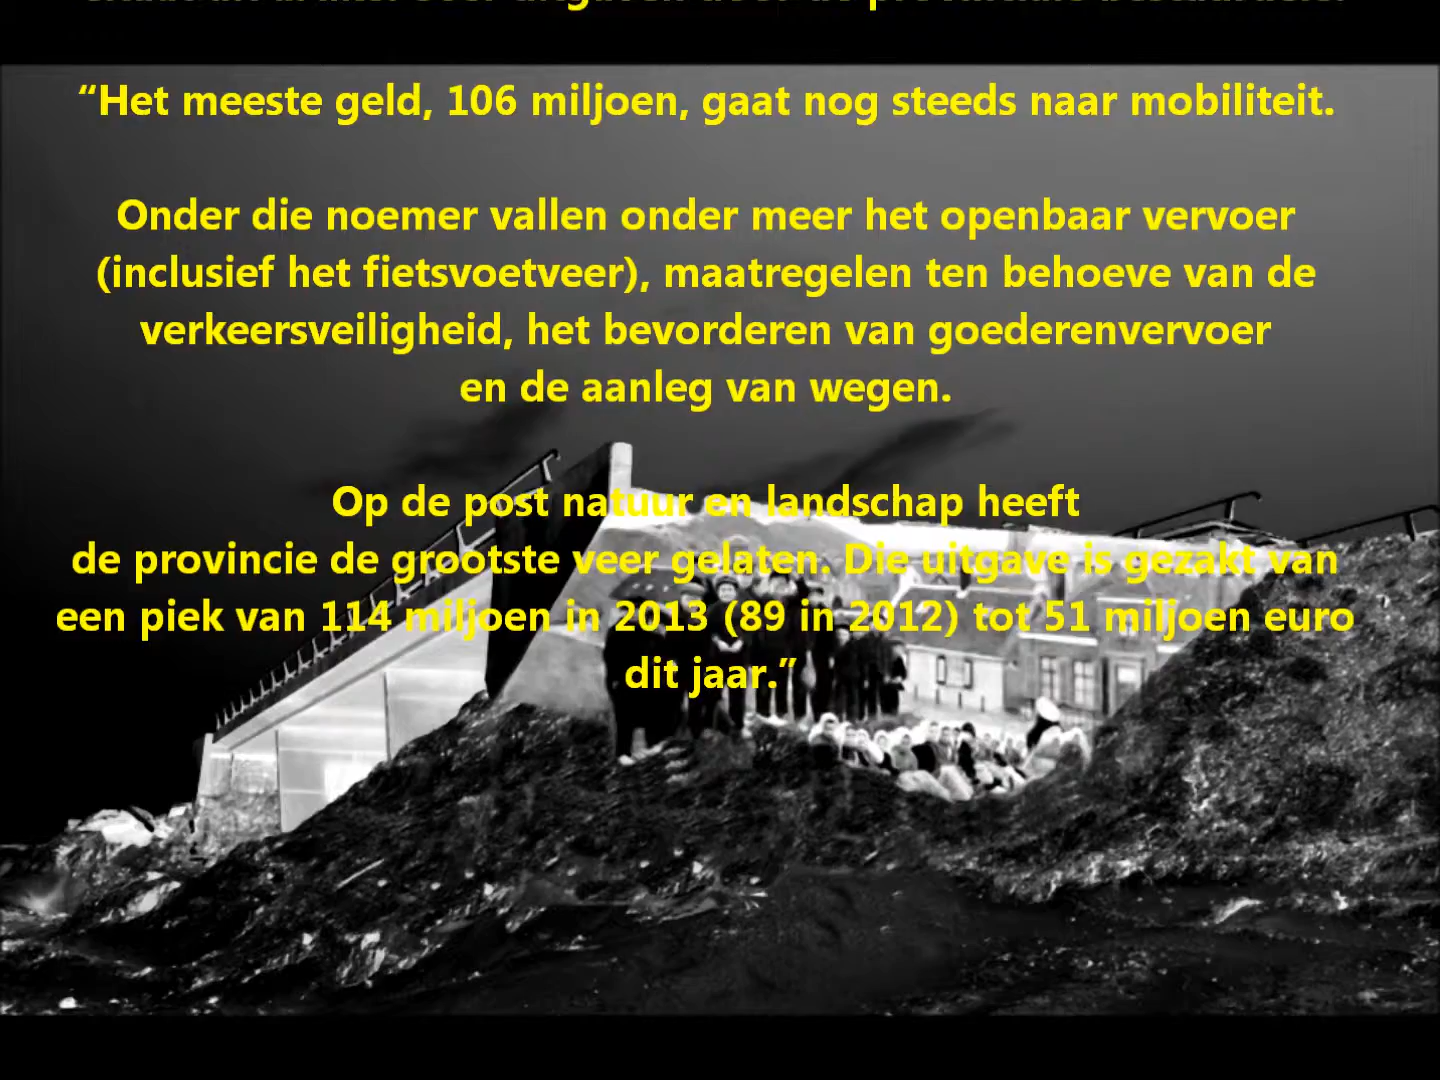 “Het meeste geld, 106 miljoen, gaat nog steeds naar mobiliteit.
Onder die noemer vallen onder meer het openbaar vervoer
(inclusief het fietsvoetveer), maatregelen ten behoeve van de
verkeersveiligheid, het bevorderen van goederenvervoer
en de aanleg van wegen.
Op de post natuur en landschap heeft
de provincie de grootste veer gelaten. Die uitgave is gezakt van
een piek van 114 miljoen in 2013 (89 in 2012) tot 51 miljoen euro
dit jaar.”